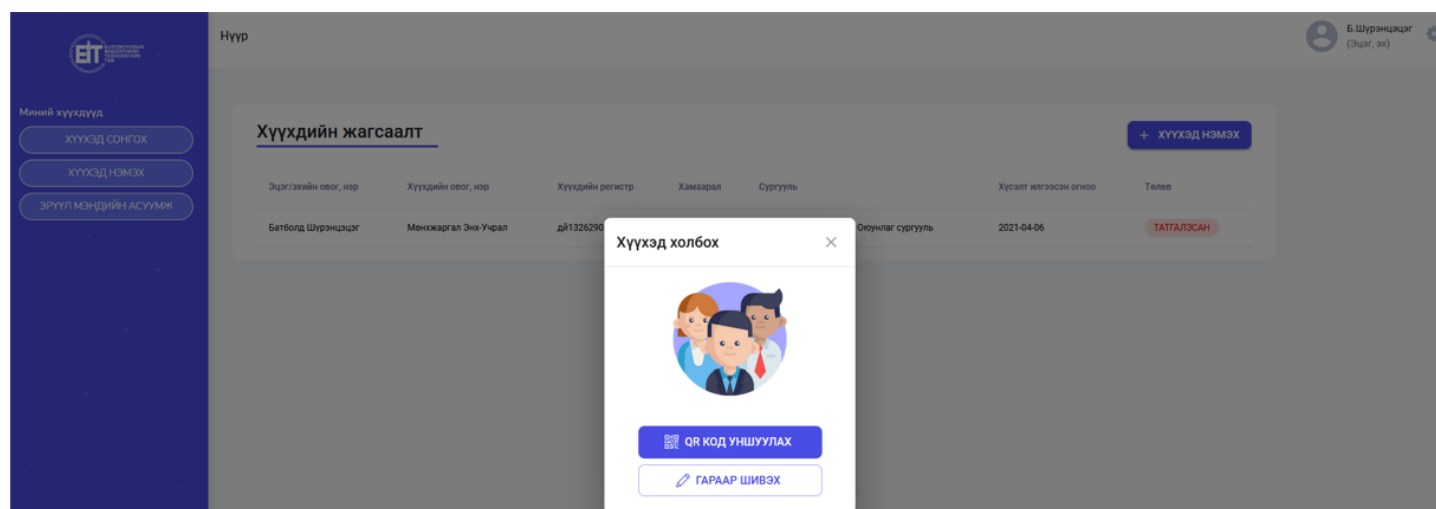 Нүүр
Б.Шүрэнцэцэг
(Эцэг, эх)
EIT
Миний хүүхдүүд
ХҮҮХЭД СОНГОХ
ХҮҮХЭД НЭМЭХ
ЭРҮҮЛ МЭНДИЙН АСУУМЖ
Хүүхдийн жагсаалт
+ ХҮҮХЭД НЭМЭХ
Эцэг/эхийн овог, нэр Хүүхдийн овог, нэр Хүүхдийн регистр Хамаарал Сургууль Хүсэлт илгээсэн огноо Төлөв
Батболд Шүрэнцэцэг Мөнхжаргал Энх-Учрал дй1326290 Оюунлаг сургууль 2021-04-06 ТАТГАЛЗСАН
Хүүхэд холбох
QR КОД УНШУУЛАХ
ГАРААР ШИВЭХ